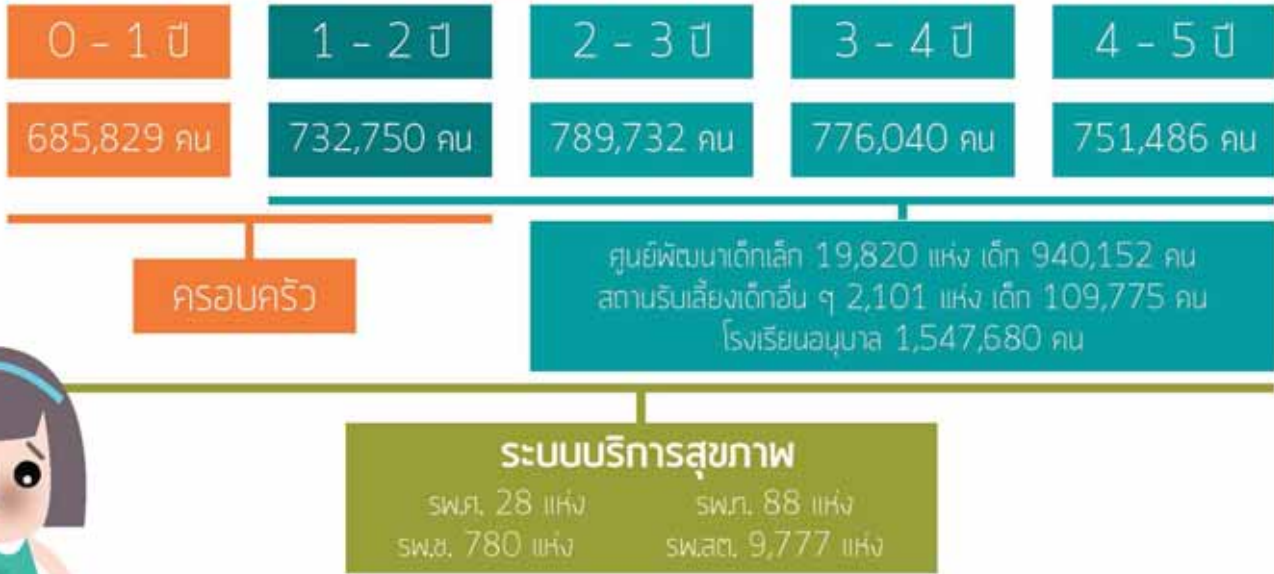 0 – 1 ปี 1 – 2 ปี 2 – 3 ปี 3 – 4 ปี 4 – 5 ปี
685,829 คน 732,750 คน 789,732 คน 776,040 คน 751,486 คน
ครอบครัว
ศูนย์พัฒนาเด็กเล็ก 19,820 แห่ง เด็ก 940,152 คน
สถานรับเลี้ยงเด็กอื่น ๆ 2,101 แห่ง เด็ก 109,775 คน
โรงเรียนอนุบาล 1,547,680 คน
ระบบบริการสุขภาพ
รพ.ศ. 28 แห่ง รพ.ท. 88 แห่ง
รพ.ช. 780 แห่ง รพ.สต. 9,777 แห่ง